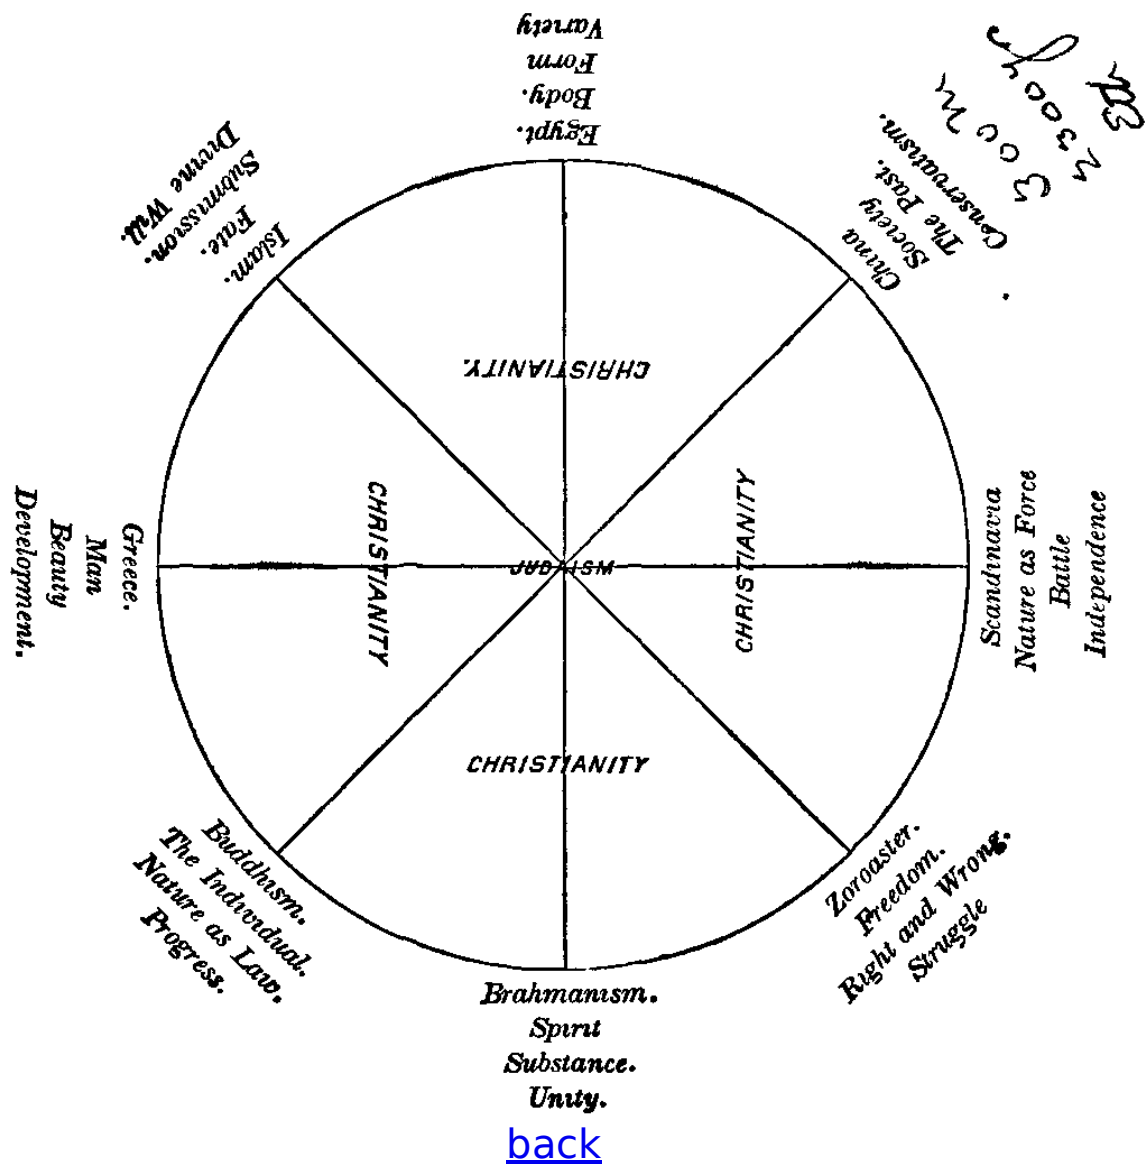 Egypt.
Body.
Form
Variety
China
Society
The Past.
Conservatism.
300
Scandinavia
Nature as Force
Battle
Independence
Zoroaster.
Freedom.
Right and Wrong.
Struggle
Brahmanism.
Spirit
Substance.
Unity.
Buddhism.
The Individual.
Nature as Law.
Progress.
Greece.
Man
Beauty
Development.
Islam.
Fate.
Submission.
Divine Will.
CHRISTIANITY.
CHRISTIANITY
CHRISTIANITY
JUDAISM
CHRISTIANITY
back